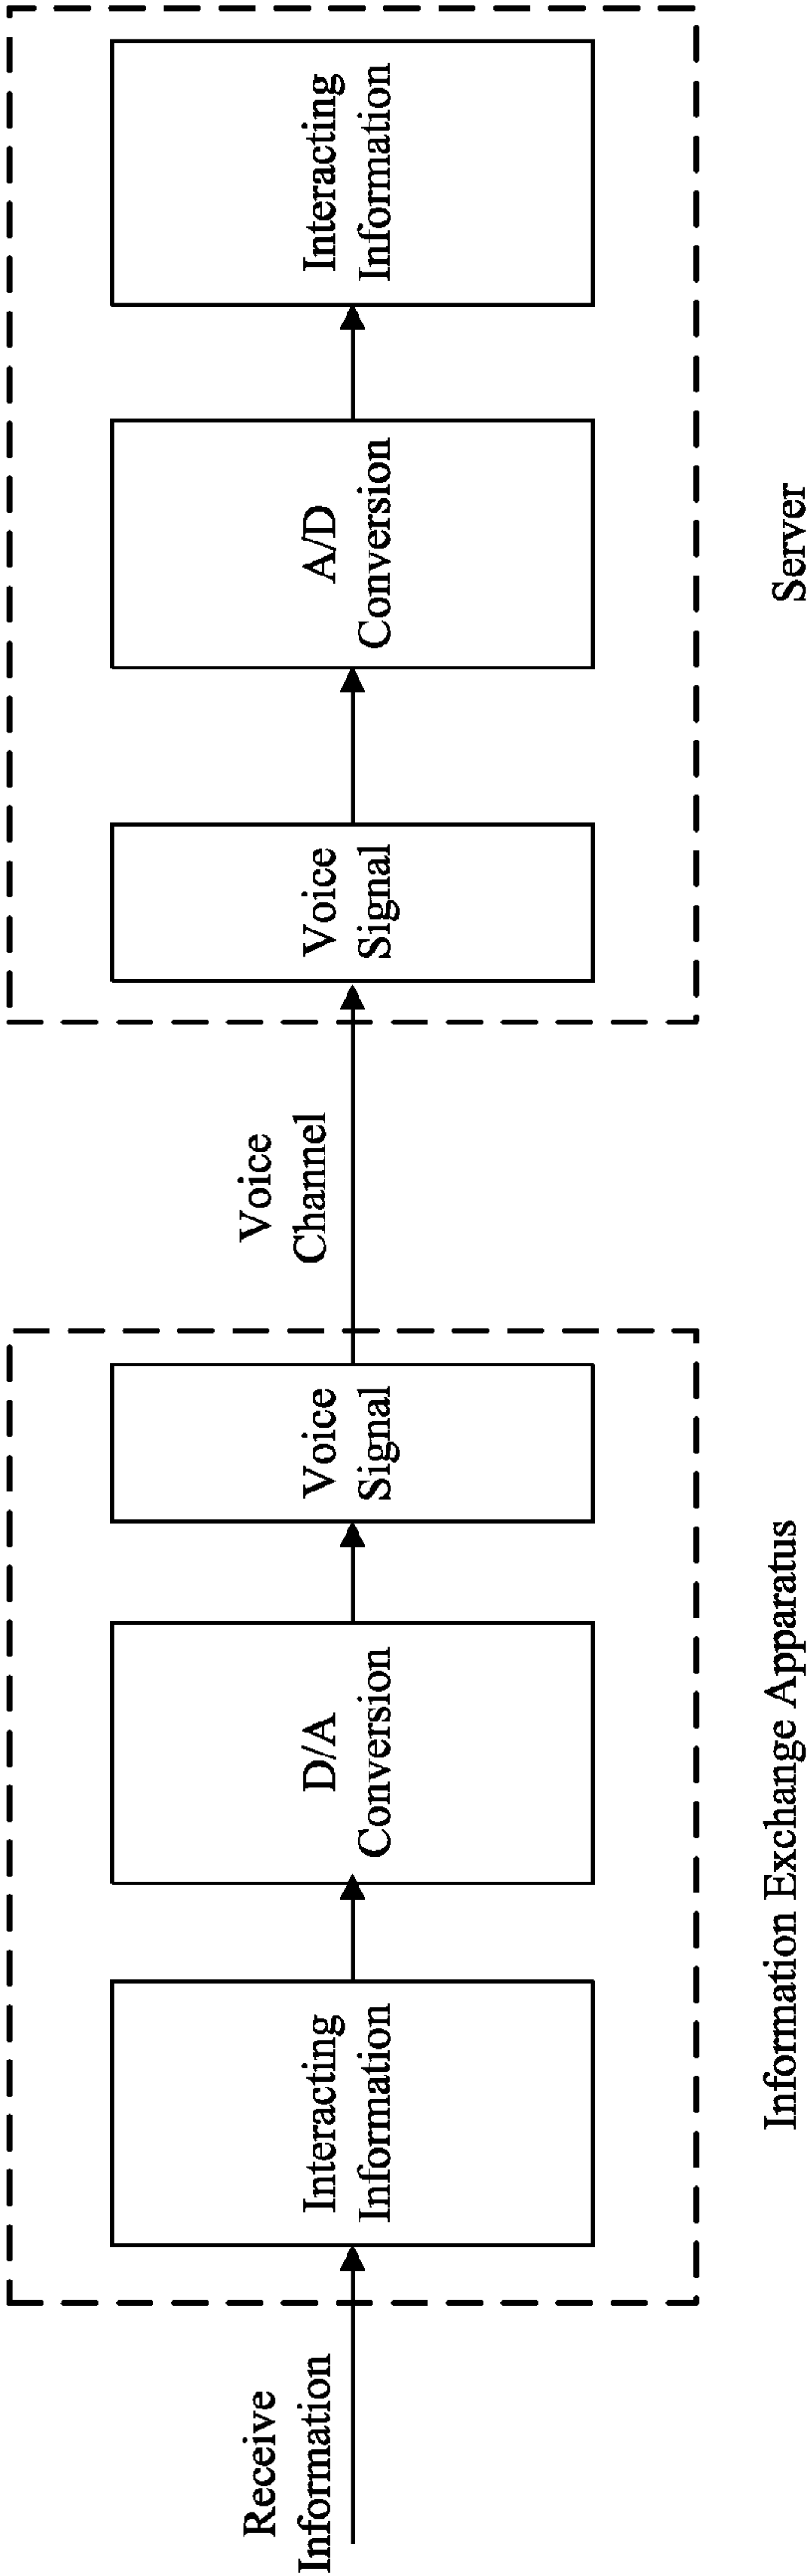 Receive
Information
Interacting
Information
D/A
Conversion
Voice
Signal
Voice
Channel
Voice
Signal
A/D
Conversion
Interacting
Information
Information Exchange Apparatus
Server